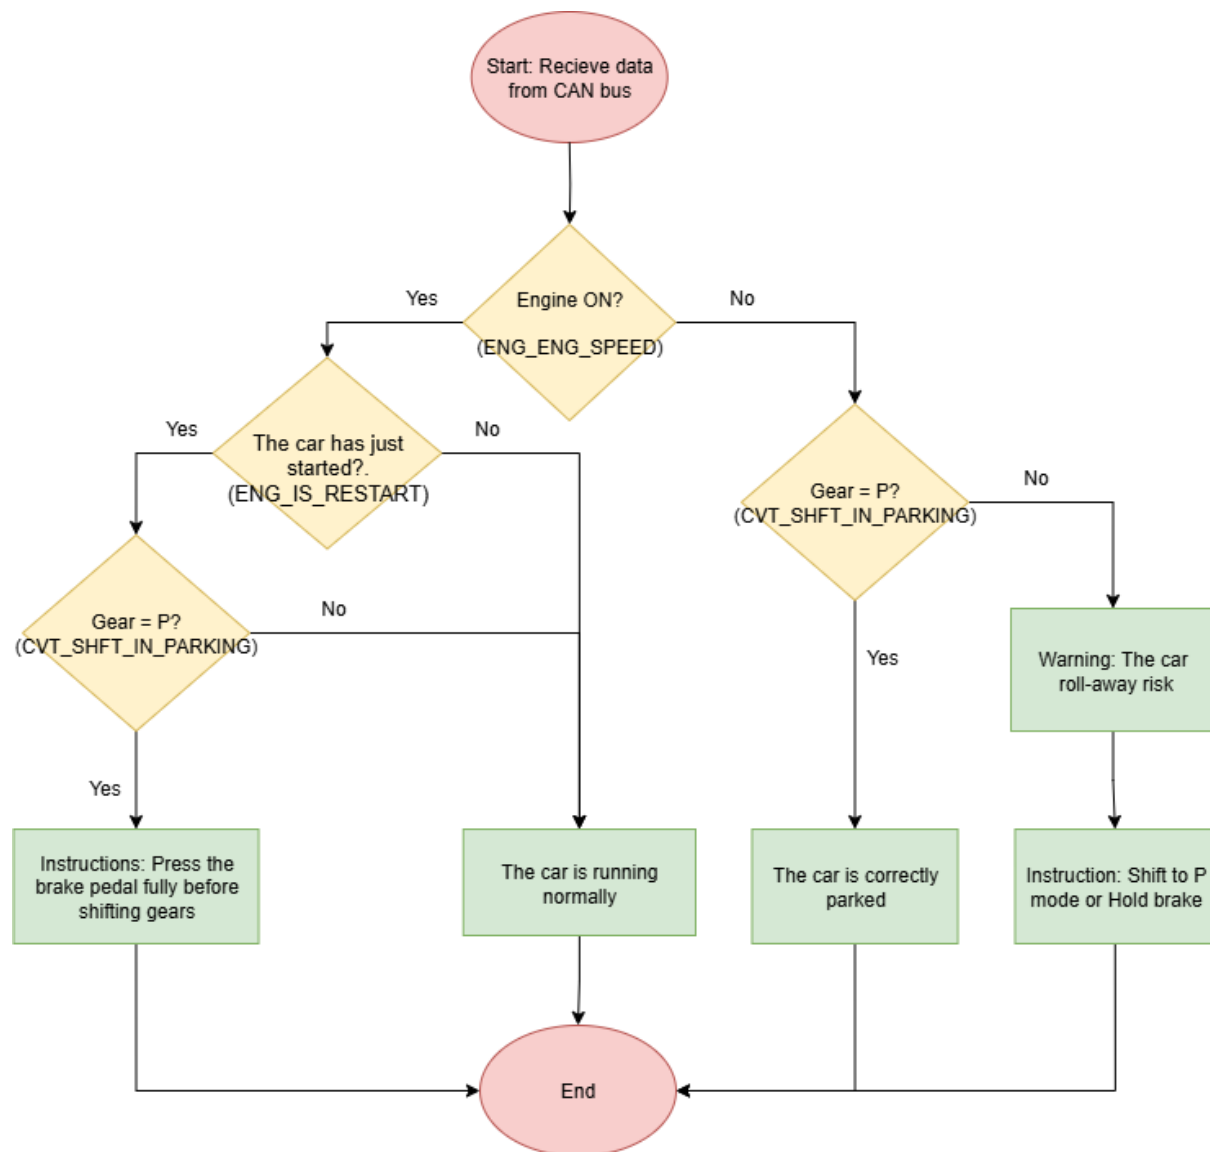 Start: Recieve data
from CAN bus
Yes
Engine ON?
No
(ENG_ENG_SPEED)
Yes
The car has just
started?.
(ENG_IS_RESTART)
No
Gear = P?
(CVT_SHFT_IN_PARKING)
No
Gear = P?
(CVT_SHFT_IN_PARKING)
No
Yes
Warning: The car
roll-away risk
Yes
Instructions: Press the
brake pedal fully before
shifting gears
The car is running
normally
The car is correctly
parked
Instruction: Shift to P
mode or Hold brake
End